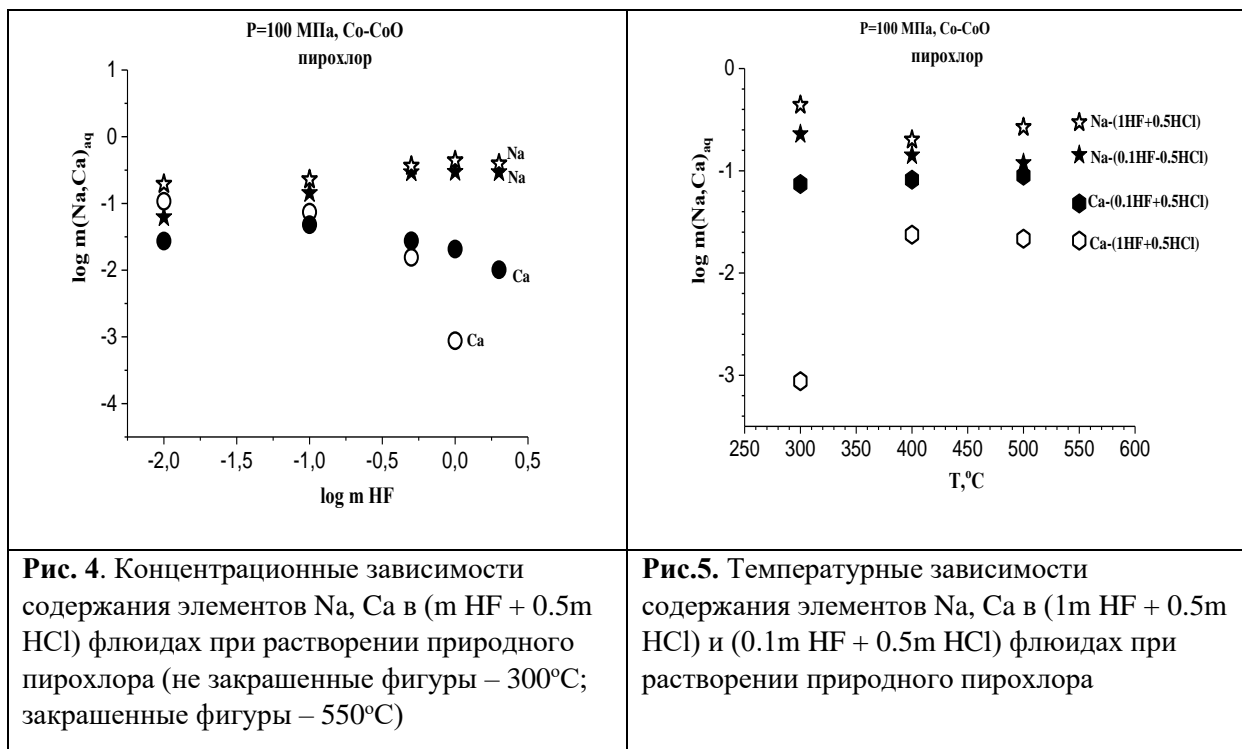 P=100 МПа, Co-CoO
пирохлор
log m(Na,Ca)aq
1
0
-1
-2
-3
-4
Na
Na
Ca
Ca
-2,0
-1,5
-1,0
-0,5
0,0
0,5
log m HF
P=100 МПа, Co-CoO
пирохлор
log m(Na,Ca)aq
0
-1
-2
-3
Na-(1HF+0.5HCl)
Na-(0.1HF-0.5HCl)
Ca-(0.1HF+0.5HCl)
Ca-(1HF+0.5HCl)
250
300
350
400
450
500
550
600
T,°C
Рис. 4. Концентрационные зависимости
содержания элементов Na, Ca в (m HF + 0.5m
HCl) флюидах при растворении природного
пирохлора (не закрашенные фигуры – 300°С;
закрашенные фигуры – 550°С)
Рис.5. Температурные зависимости
содержания элементов Na, Ca в (1m HF + 0.5m
HCl) и (0.1m HF + 0.5m HCl) флюидах при
растворении природного пирохлора